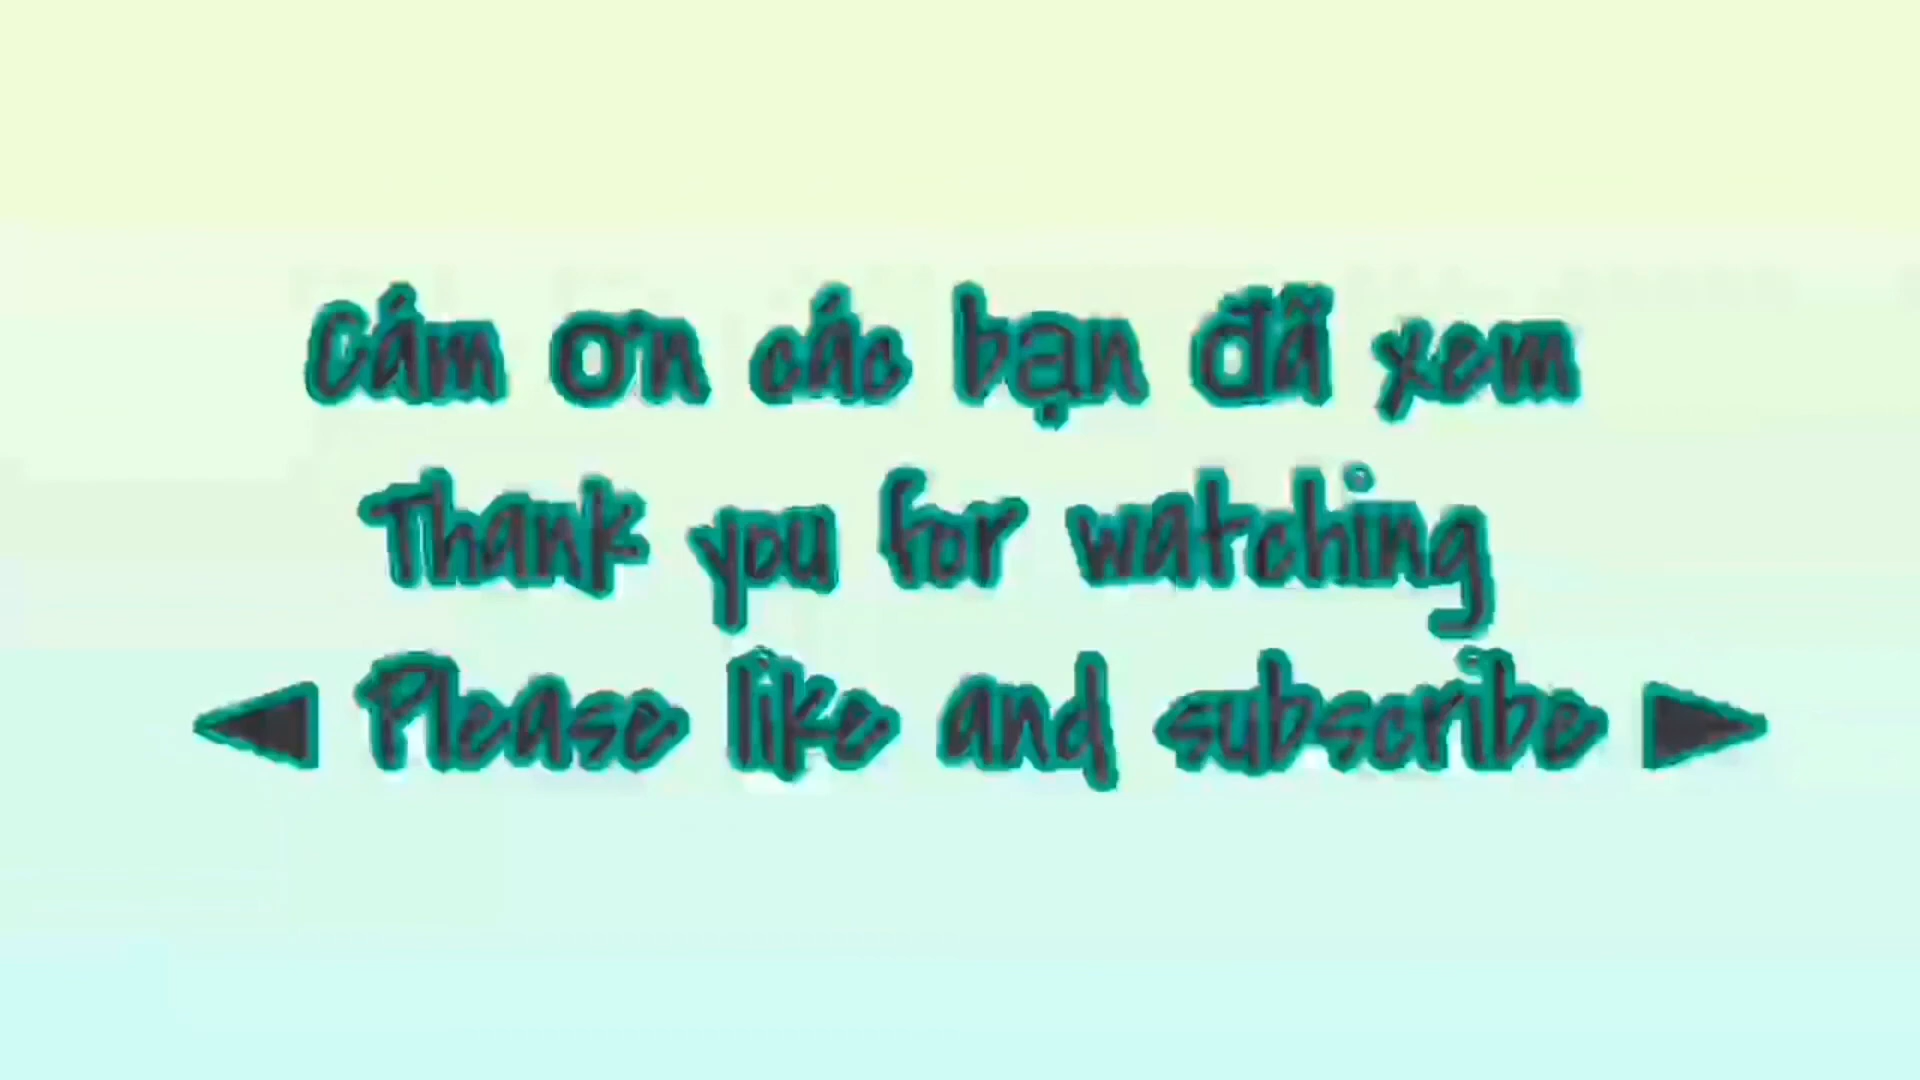 Cám ơn các bạn đã xem
Thank you for watching
◀ Please like and subscribe ▶